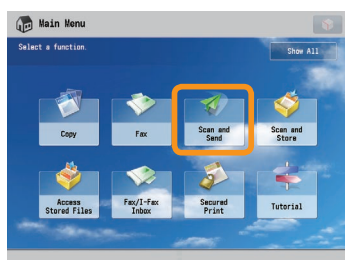 Main Menu
Select a function.
Show All
Copy
Fax
Scan and
Send
Scan and
Store
Access
Stored Files
Fax/I-Fax
Inbox
Secured
Print
Tutorial